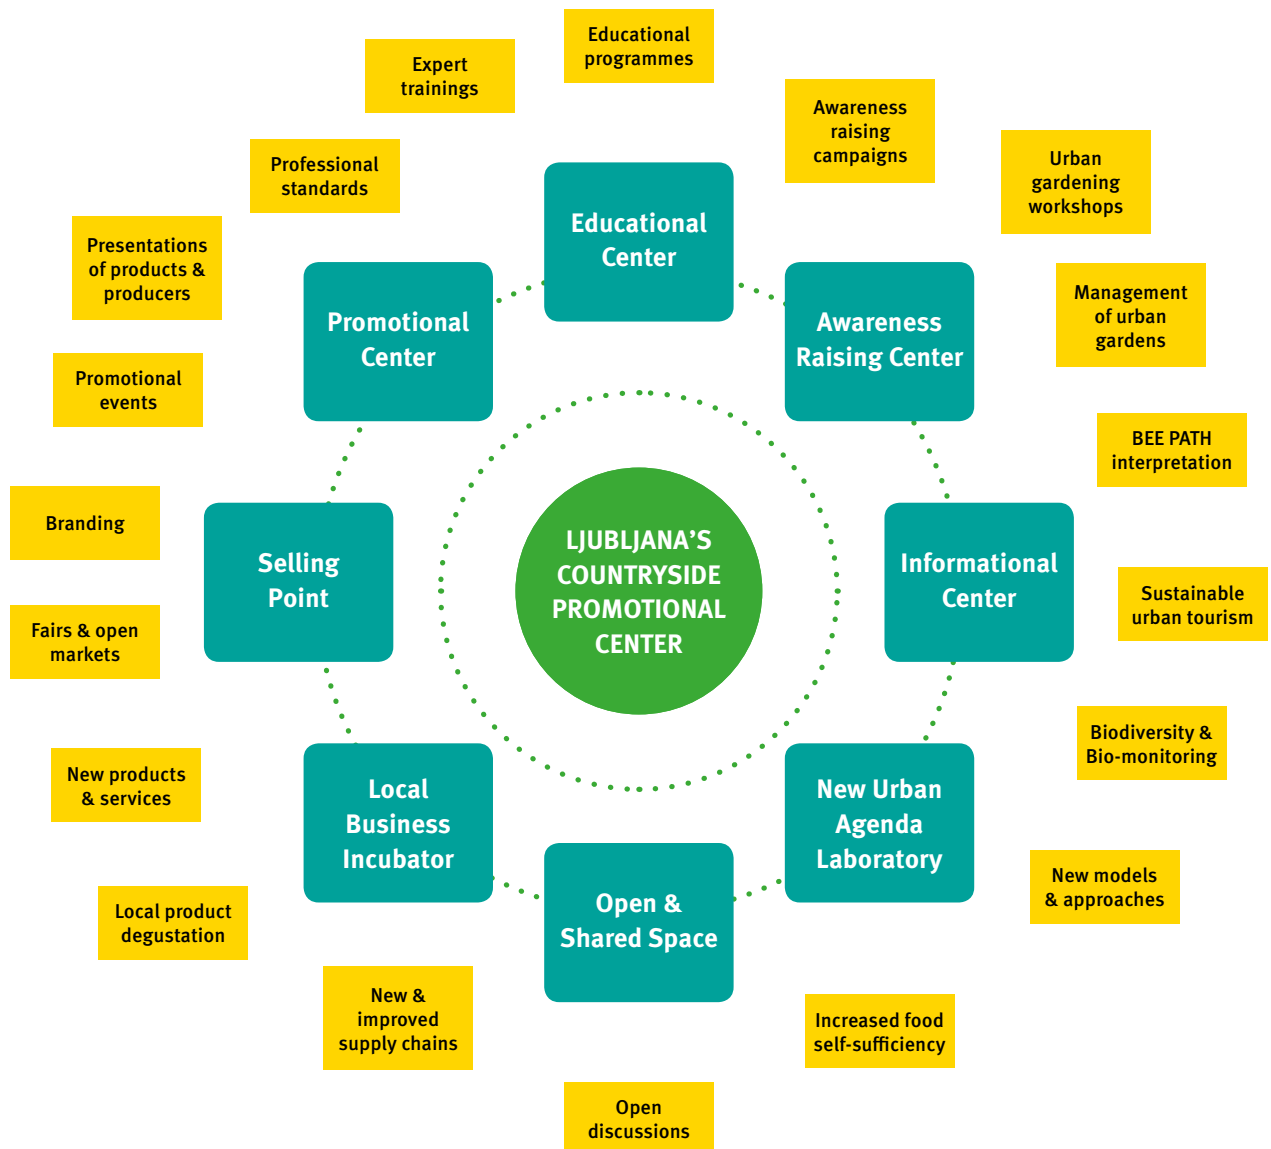 Educational
programmes
Expert
trainings
Awareness
raising
campaigns
Professional
standards
Urban
gardening
workshops
Educational
Center
Presentations
of products &
producers
Promotional
Center
Awareness
Raising Center
Management
of urban
gardens
Promotional
events
BEE PATH
interpretation
Branding
Selling
Point
LJUBLJANA’S
COUNTRYSIDE
PROMOTIONAL
CENTER
Informational
Center
Sustainable
urban tourism
Fairs & open
markets
Biodiversity &
Bio-monitoring
New products
& services
Local
Business
Incubator
New Urban
Agenda
Laboratory
Open &
Shared Space
New models
& approaches
Local product
degustation
New &
improved
supply chains
Increased food
self-sufficiency
Open
discussions